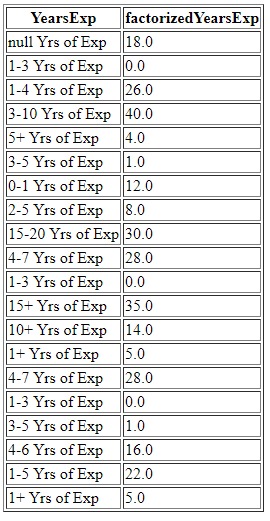 YearsExp factorizedYearsExp
null Yrs of Exp 18.0
1-3 Yrs of Exp 0.0
1-4 Yrs of Exp 26.0
3-10 Yrs of Exp 40.0
5+ Yrs of Exp 4.0
3-5 Yrs of Exp 1.0
0-1 Yrs of Exp 12.0
2-5 Yrs of Exp 8.0
15-20 Yrs of Exp 30.0
4-7 Yrs of Exp 28.0
1-3 Yrs of Exp 0.0
15+ Yrs of Exp 35.0
10+ Yrs of Exp 14.0
1+ Yrs of Exp 5.0
4-7 Yrs of Exp 28.0
1-3 Yrs of Exp 0.0
3-5 Yrs of Exp 1.0
4-6 Yrs of Exp 16.0
1-5 Yrs of Exp 22.0
1+ Yrs of Exp 5.0